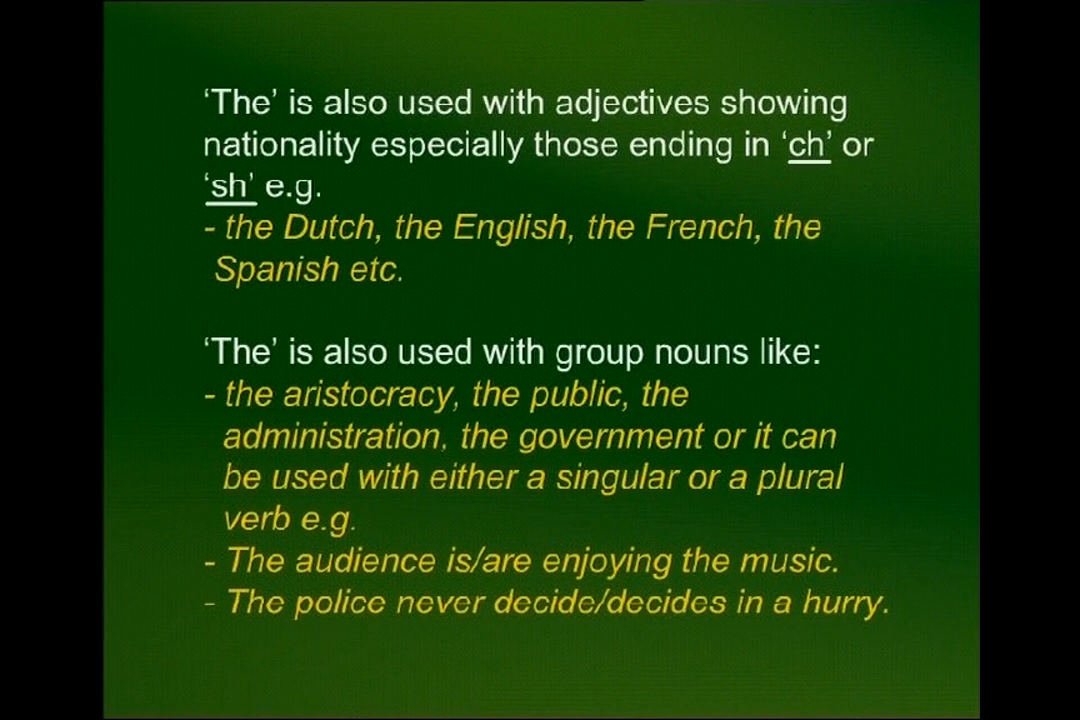 ‘The’ is also used with adjectives showing
nationality especially those ending in ‘ch’ or
‘sh’ e.g.
- the Dutch, the English, the French, the
Spanish etc.
‘The’ is also used with group nouns like:
- the aristocracy, the public, the
administration, the government or it can
be used with either a singular or a plural
verb e.g.
- The audience is/are enjoying the music.
- The police never decide/decides in a hurry.